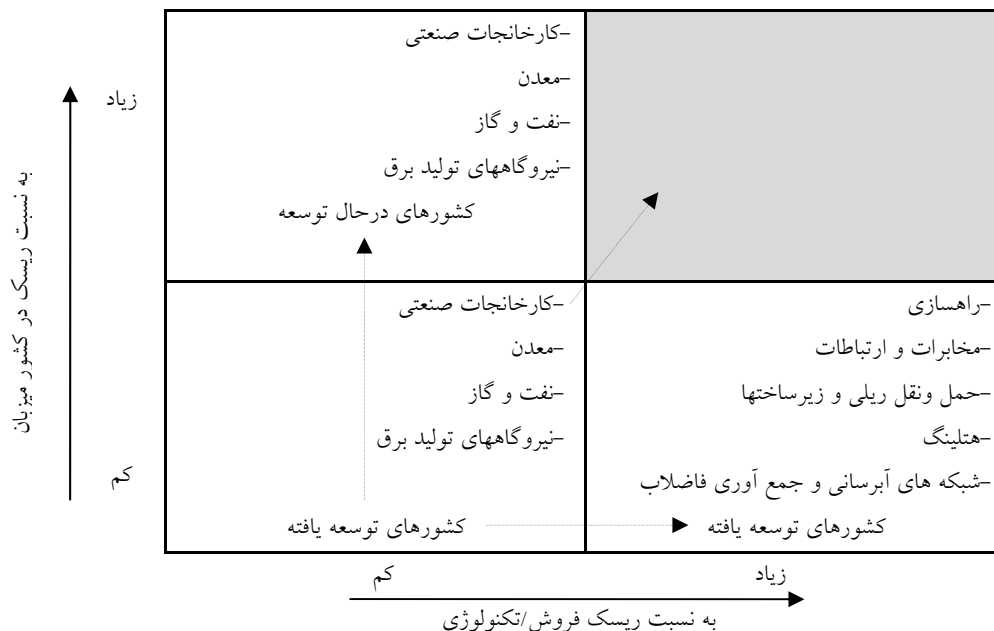 به نسبت ریسک در کشور میزبان
زیاد
کم
-کارخانجات صنعتی
-معدن
-نفت و گاز
-نیروگاههای تولید برق
کشورهای درحال توسعه
-راهسازی
-مخابرات و ارتباطات
-حمل ونقل ریلی و زیرساختها
-هتلینگ
-شبکه های آبرسانی و جمع آوری فاضلاب
کشورهای توسعه یافته
-کارخانجات صنعتی
-معدن
-نفت و گاز
-نیروگاههای تولید برق
کشورهای توسعه یافته
زیاد
کم
به نسبت ریسک فروش/تکنولوژی